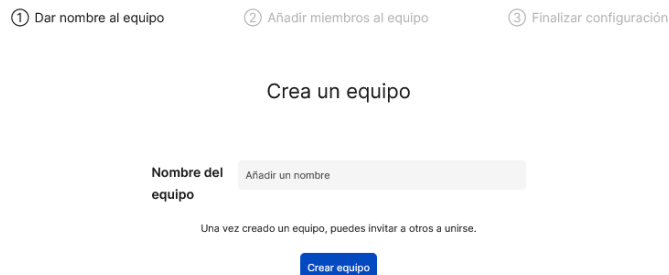 1 Dar nombre al equipo
2 Añadir miembros al equipo
3 Finalizar configuración
Crea un equipo
Nombre del
equipo
Añadir un nombre
Una vez creado un equipo, puedes invitar a otros a unirse.
Crear equipo